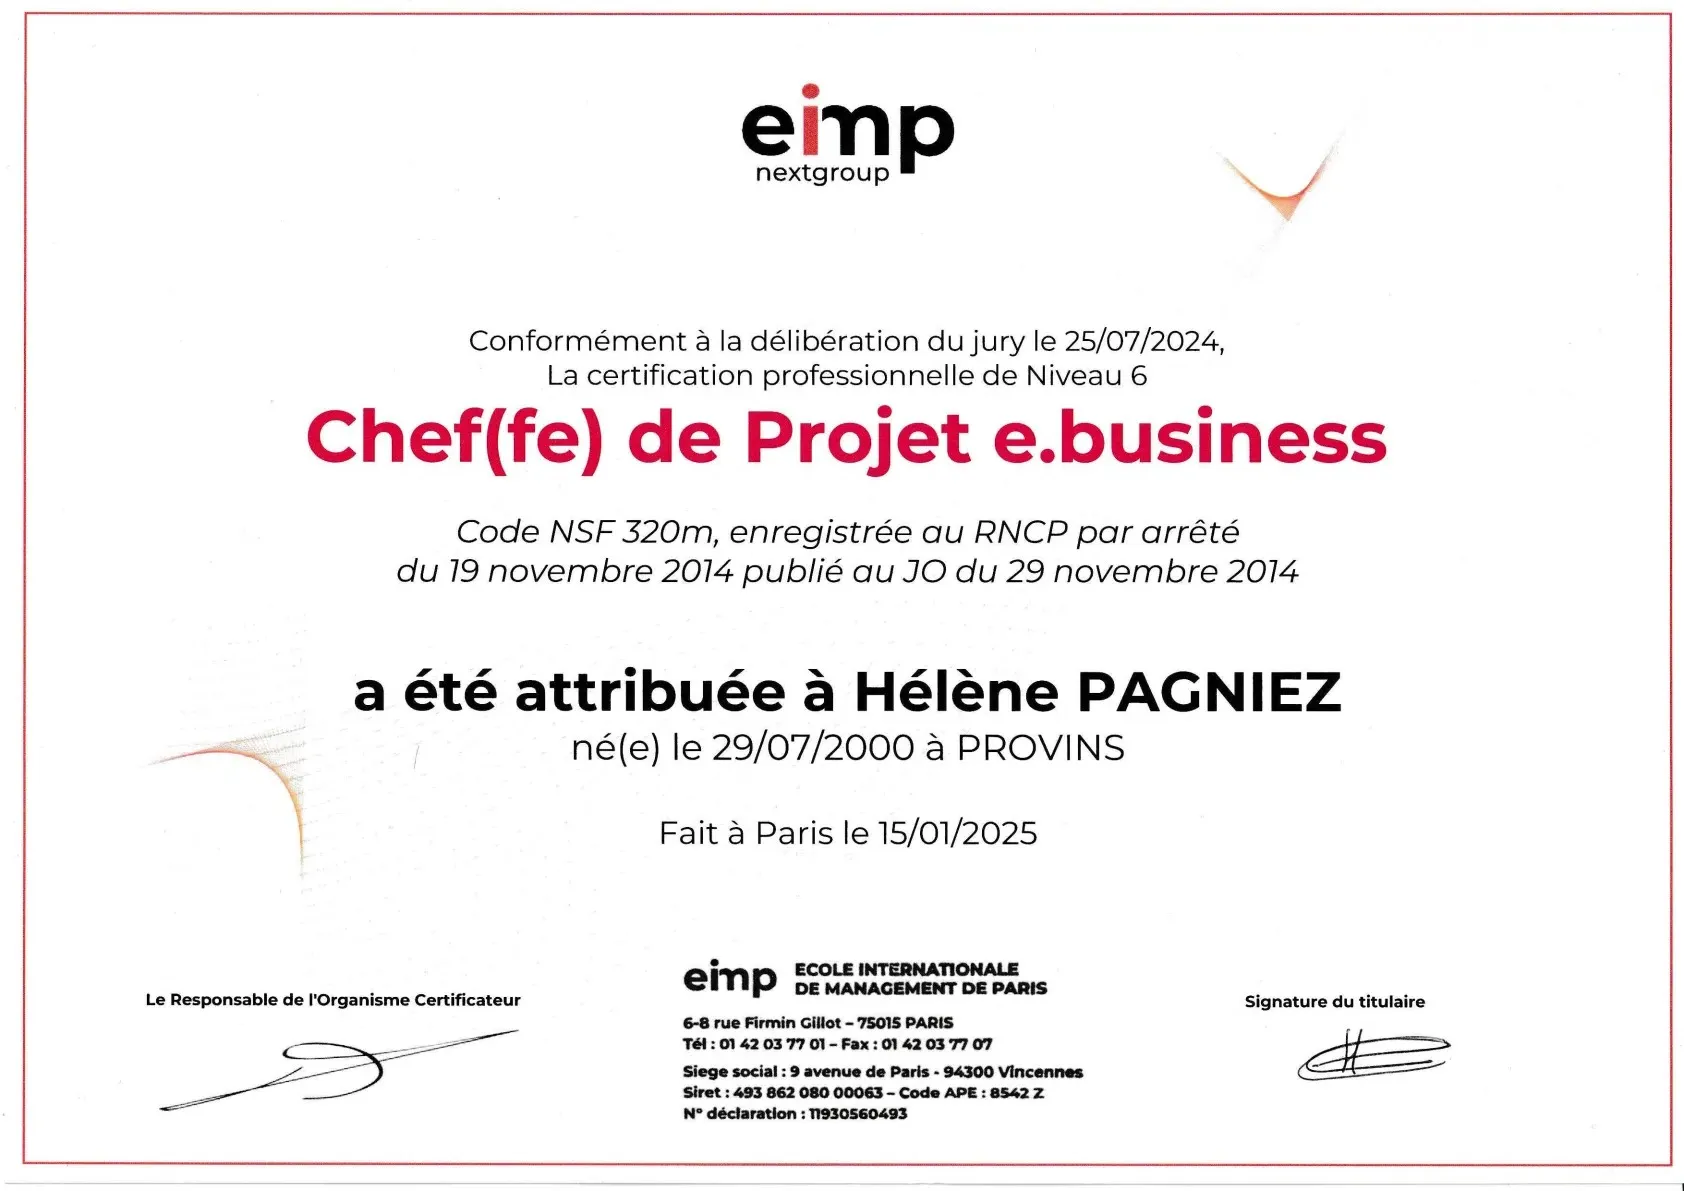 eimp
nextgroup
Conformément à la délibération du jury le 25/07/2024,
La certification professionnelle de Niveau 6
Chef(fe) de Projet e.business
Code NSF 320m, enregistrée au RNCP par arrêté
du 19 novembre 2014 publié au JO du 29 novembre 2014
a été attribuée à Hélène PAGNIEZ
né(e) le 29/07/2000 à PROVINS
Fait à Paris le 15/01/2025
Le Responsable de l'Organisme Certificateur
eimp ECOLE INTERNATIONALE
DE MANAGEMENT DE PARIS
6-8 rue Firmin Gillot – 75015 PARIS
Tél : 01 42 03 77 01 – Fax : 01 42 03 77 07
Siege social : 9 avenue de Paris - 94300 Vincennes
Siret : 493 862 080 00063 – Code APE : 8542 Z
N° déclaration : 11930560493
Signature du titulaire